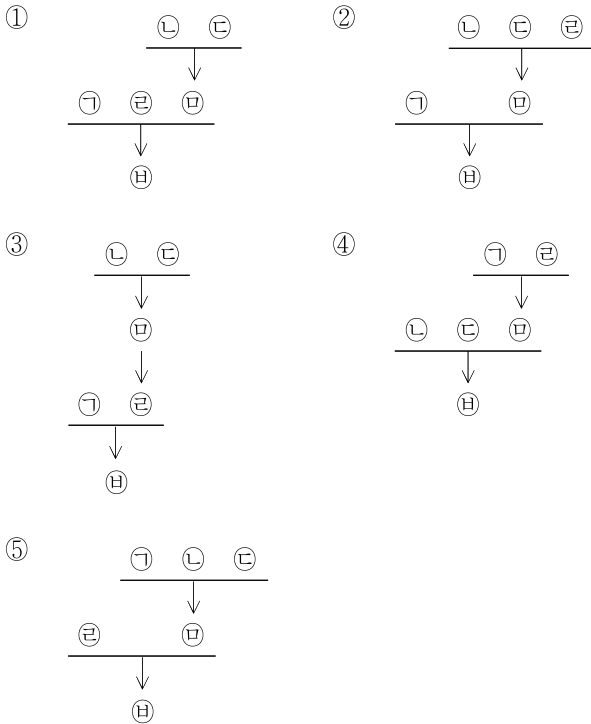 ① ㉡ ㉢
㉠ ㉣ ㉤
㉥
② ㉡ ㉢ ㉣
㉠ ㉤
㉥
③ ㉡ ㉢
㉤
㉠ ㉣
㉥
④ ㉠ ㉣
㉡ ㉢ ㉤
㉥
⑤ ㉠ ㉡ ㉢
㉣ ㉤
㉥